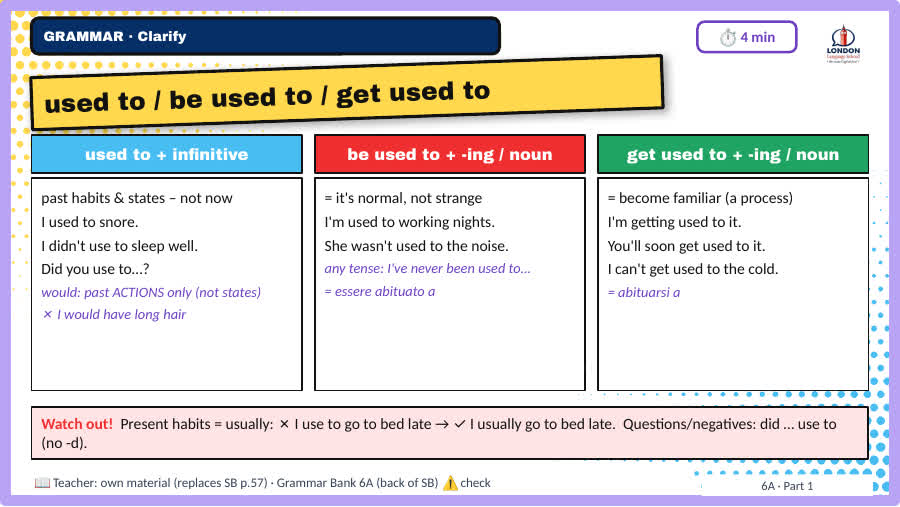 GRAMMAR · Clarify
⏱️ 4 min
LONDON
used to / be used to / get used to
used to + infinitive
past habits & states – not now
I used to snore.
I didn't use to sleep well.
Did you use to...?
would: past ACTIONS only (not states)
✕ I would have long hair
be used to + -ing / noun
= it's normal, not strange
I'm used to working nights.
She wasn't used to the noise.
any tense: I've never been used to...
= essere abituato a
get used to + -ing / noun
= become familiar (a process)
I'm getting used to it.
You'll soon get used to it.
I can't get used to the cold.
= abituarsi a
Watch out! Present habits = usually: ✕ I use to go to bed late → ✓ I usually go to bed late. Questions/negatives: did ... use to
(no -d).
📖 Teacher: own material (replaces SB p.57) · Grammar Bank 6A (back of SB) ⚠️ check
6A · Part 1